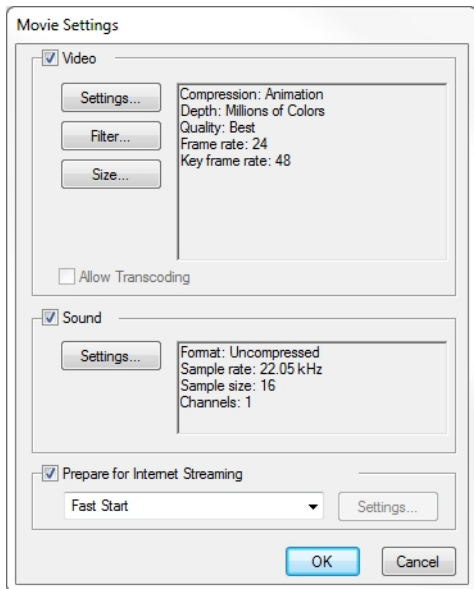 Movie Settings
Video
Settings...
Filter...
Size...
Compression: Animation
Depth: Millions of Colors
Quality: Best
Frame rate: 24
Key frame rate: 48
Allow Transcoding
Sound
Settings...
Format: Uncompressed
Sample rate: 22.05 kHz
Sample size: 16
Channels: 1
Prepare for Internet Streaming
Fast Start
Settings...
OK
Cancel